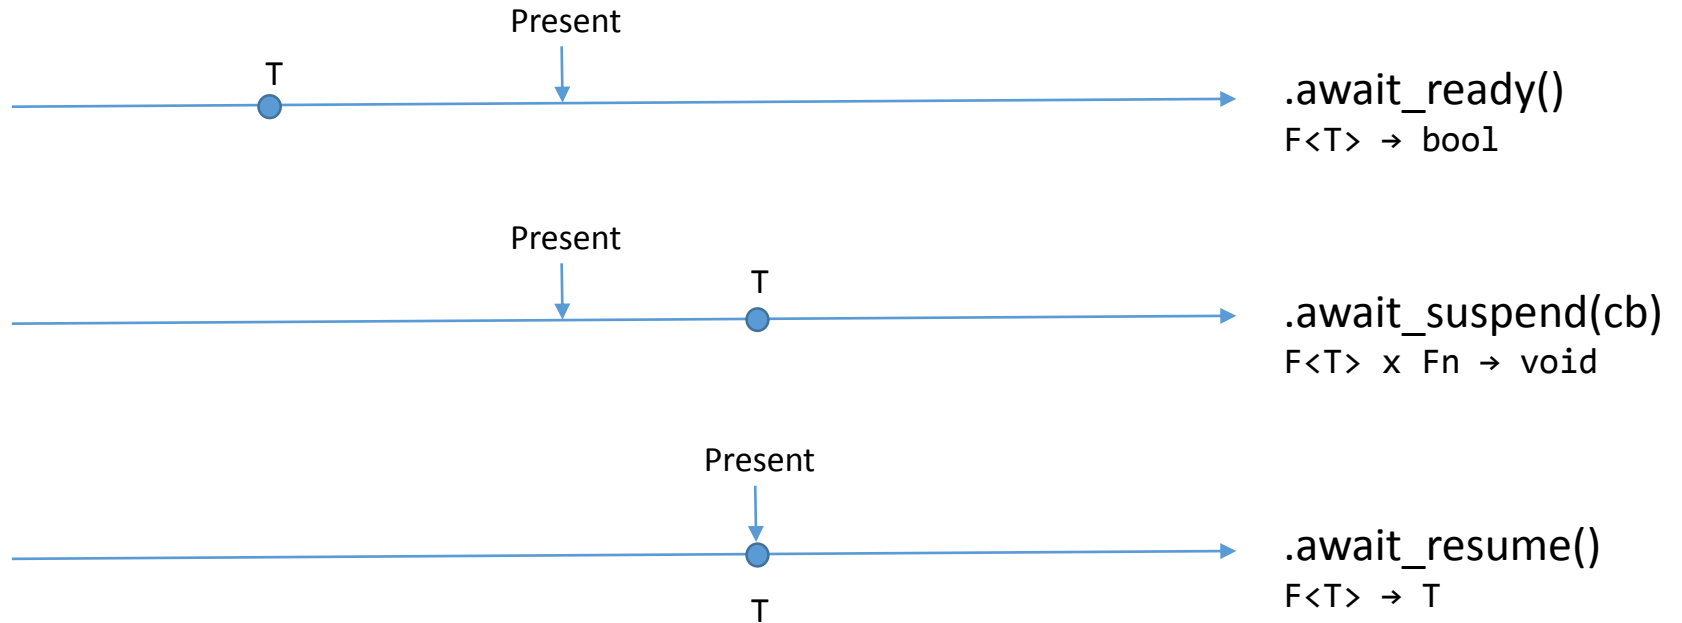 Present
T
.await_ready()
F<T> → bool
Present
T
.await_suspend(cb)
F<T> x Fn → void
Present
.await_resume()
F<T> → T
T